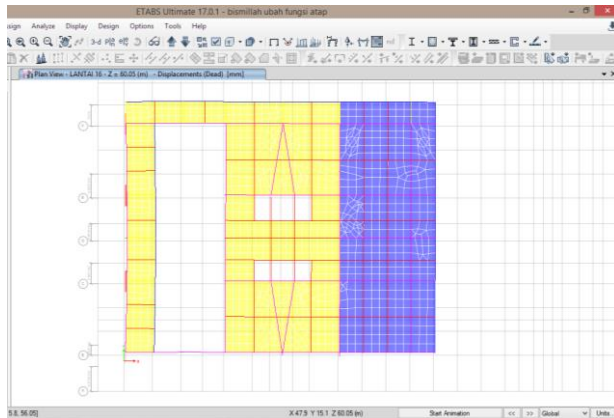 ETABS Ultimate 17.0.1 - bismillah ubah fungsi atap
Analyze Display Design Options Tools Help
Plan View - LANTAI 16 - Z = 60.05 (m) - Displacements (Dead) [mm]
X 47.9 Y 15.1 Z 60.05 (m)
Start Animation
<< >>
Global
Units